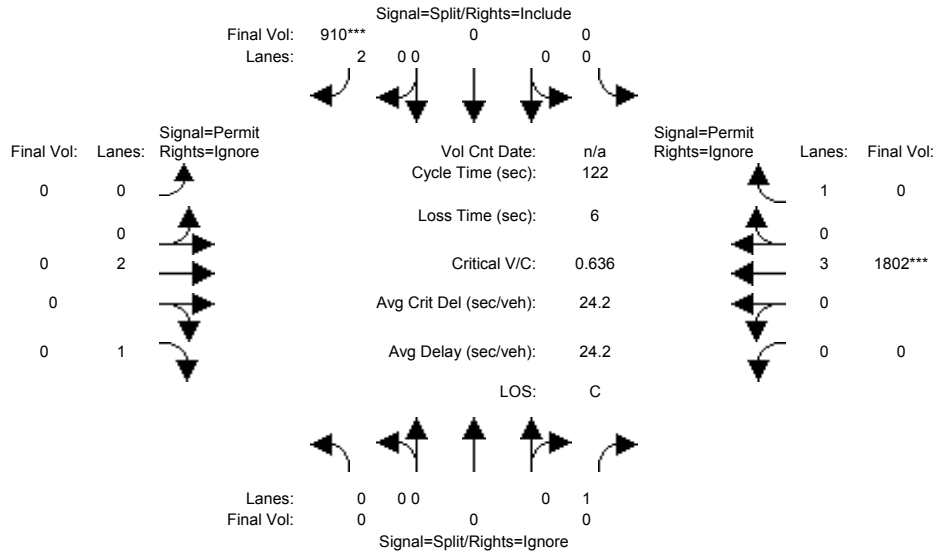 Signal=Split/Rights=Include
Final Vol: 910*** 0 0
Lanes: 2 0 0 0 0
Signal=Permit Signal=Permit
Final Vol: Lanes: Rights=Ignore Vol Cnt Date: n/a Rights=Ignore Lanes: Final Vol:
Cycle Time (sec): 122
0 0 1 0
Loss Time (sec): 6
0 0
0 2 Critical V/C: 0.636 3 1802***
0 Avg Crit Del (sec/veh): 24.2 0
0 1 Avg Delay (sec/veh): 24.2 0 0
LOS: C
Lanes: 0 0 0 0 1
Final Vol: 0 0 0
Signal=Split/Rights=Ignore